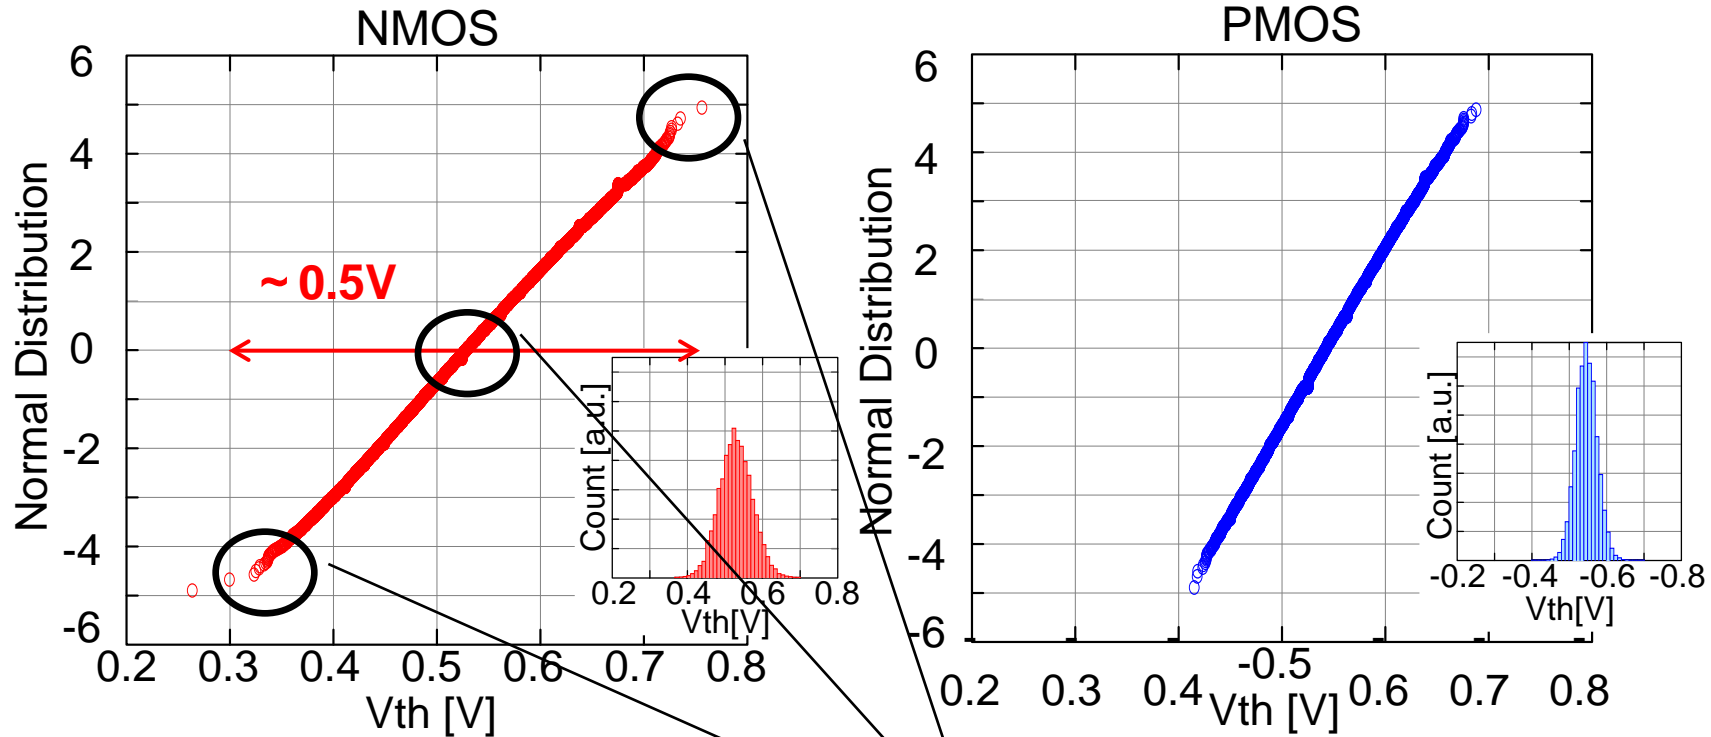 NMOS
6
4
2
0
-2
-4
-6
Normal Distribution
~ 0.5V
0.2 0.3 0.4 0.5 0.6 0.7 0.8
Vth [V]
Count [a.u.]
0.2 0.4 0.6 0.8
Vth[V]
PMOS
6
4
2
0
-2
-4
-6
Normal Distribution
0.2 0.3 0.4 -0.5 0.6 0.7 0.8
Vth [V]
Count [a.u.]
-0.2 -0.4 -0.6 -0.8
Vth[V]